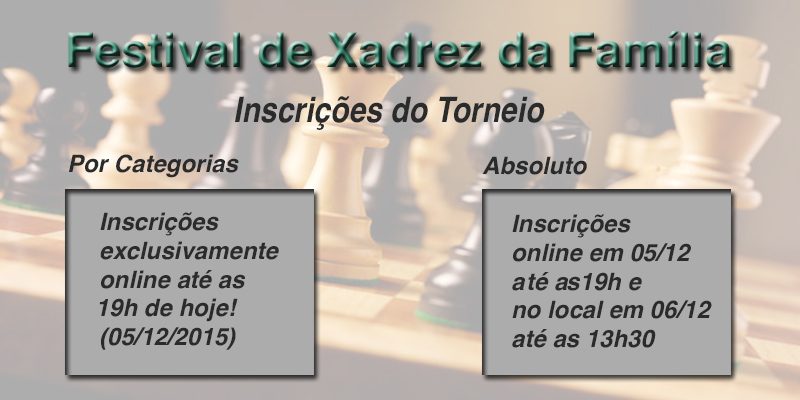 Festival de Xadrez da Família
Inscrições do Torneio
Por Categorias
Inscrições
exclusivamente
online até as
19h de hoje!
(05/12/2015)
Absoluto
Inscrições
online em 05/12
até as19h e
no local em 06/12
até as 13h30